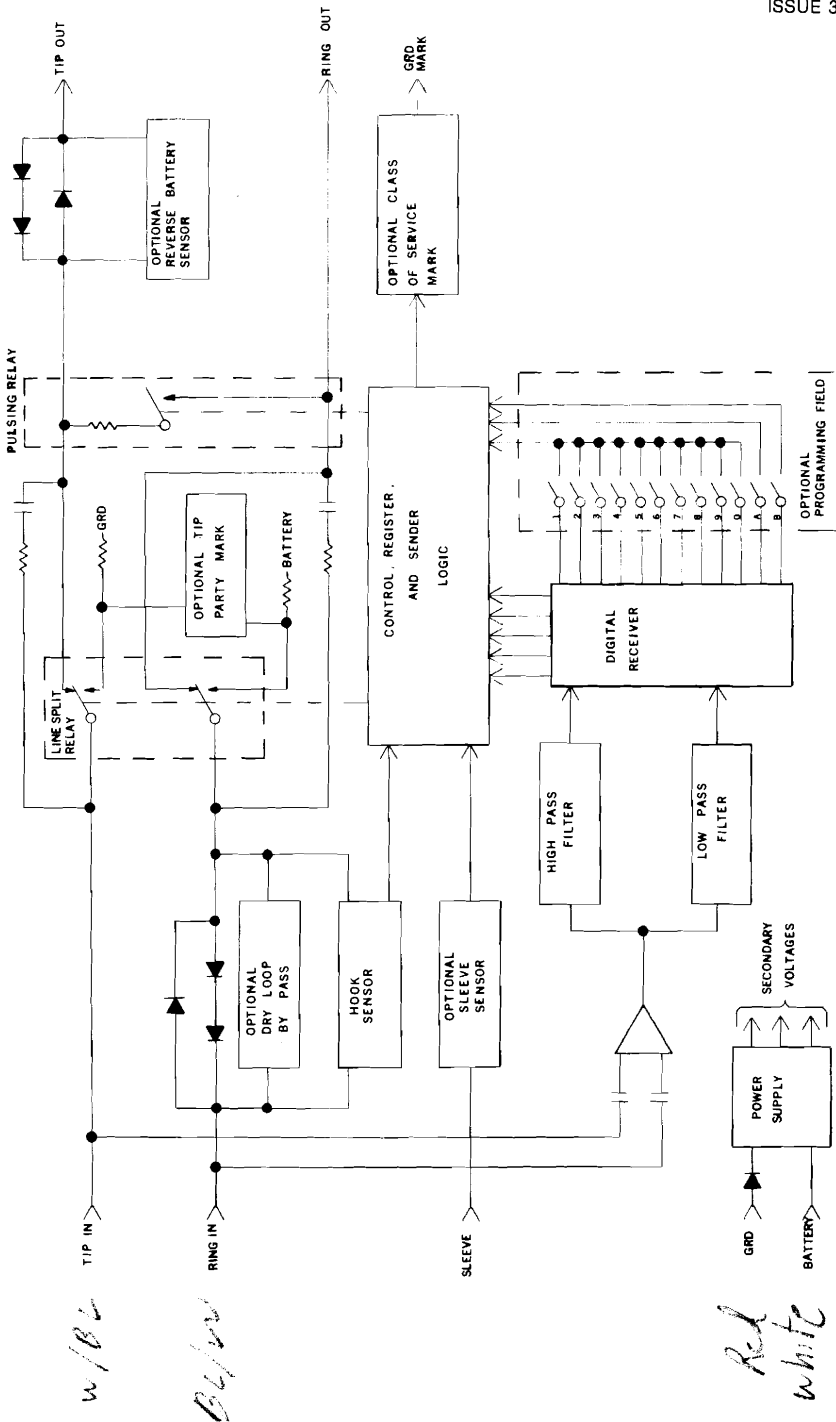 ISSUE 3
TIP OUT
OPTIONAL
REVERSE BATTERY
SENSOR
RING OUT
GRD
MARK
PULSING RELAY
OPTIONAL CLASS
OF SERVICE
MARK
GRD
OPTIONAL TIP
PARTY MARK
BATTERY
LINE SPLIT
RELAY
CONTROL, REGISTER,
AND SENDER
LOGIC
1
2
3
4
5
6
7
8
9
0
A
B
OPTIONAL
PROGRAMMING FIELD
DIGITAL
RECEIVER
OPTIONAL
DRY LOOP
BY PASS
HOOK
SENSOR
OPTIONAL
SLEEVE
SENSOR
HIGH PASS
FILTER
LOW PASS
FILTER
SECONDARY
VOLTAGES
POWER
SUPPLY
W/BL
TIP IN
BL/W
RING IN
SLEEVE
Red
GRD
white
BATTERY